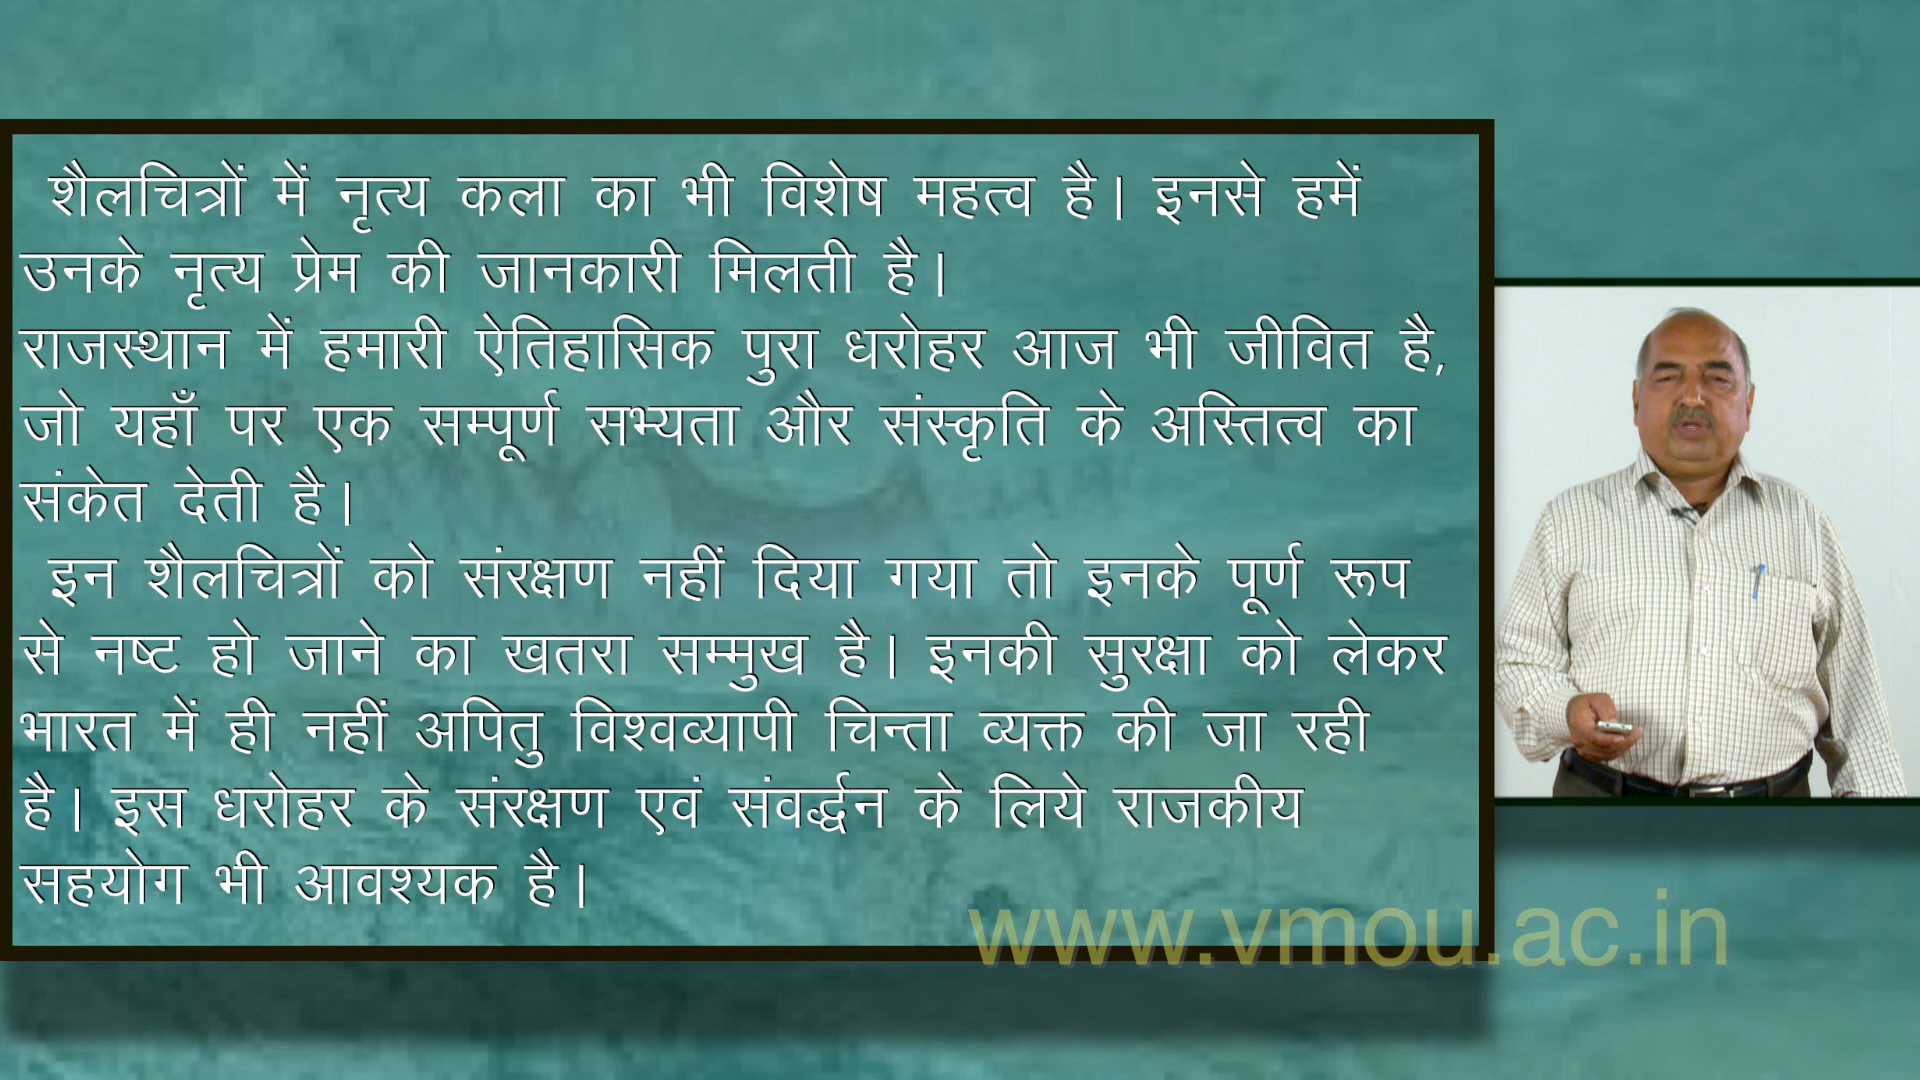 शैलचित्रों में नृत्य कला का भी विशेष महत्व है। इनसे हमें
उनके नृत्य प्रेम की जानकारी मिलती है।
राजस्थान में हमारी ऐतिहासिक पुरा धरोहर आज भी जीवित है,
जो यहाँ पर एक सम्पूर्ण सभ्यता और संस्कृति के अस्तित्व का
संकेत देती है।
इन शैलचित्रों को संरक्षण नहीं दिया गया तो इनके पूर्ण रूप
से नष्ट हो जाने का खतरा सम्मुख है। इनकी सुरक्षा को लेकर
भारत में ही नहीं अपितु विश्वव्यापी चिन्ता व्यक्त की जा रही
है। इस धरोहर के संरक्षण एवं संवर्द्धन के लिये राजकीय
सहयोग भी आवश्यक है।
www.vmou.ac.in